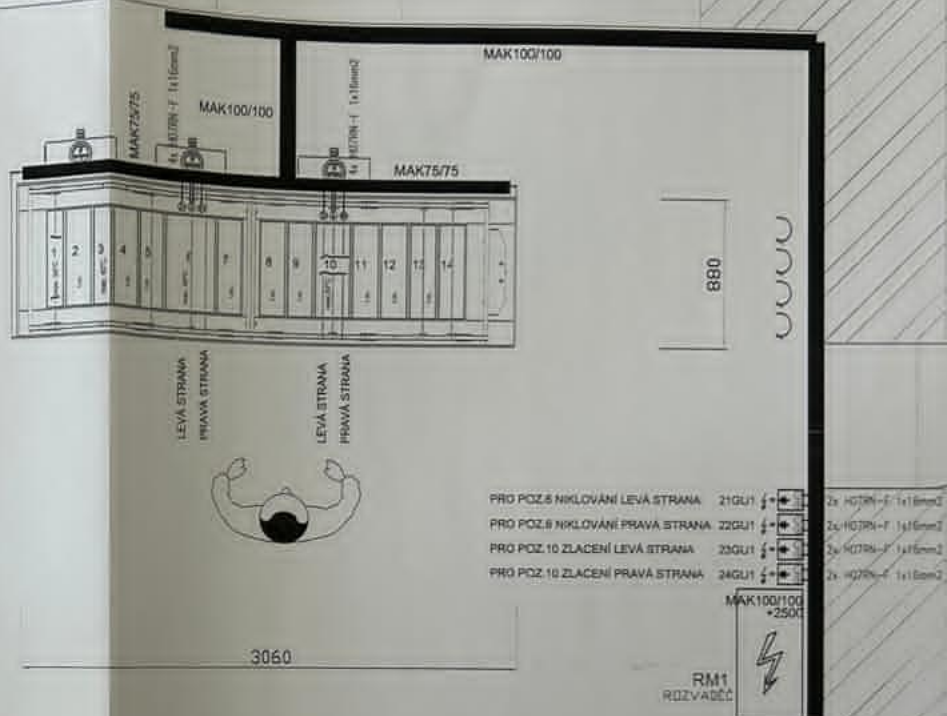 MAK100/100
MAK75/75
4x H07RN-F 1x16mm2
MAK100/100
4x H07RN-F 1x16mm2
MAK75/75
2
3
4
5
7
8
9
10
11
12
13
14
880
LEVÁ STRANA
PRAVÁ STRANA
LEVÁ STRANA
PRAVÁ STRANA
PRO POZ.6 NIKLOVÁNÍ LEVÁ STRANA 21GU1 2x H07RN-F 1x16mm2
PRO POZ.6 NIKLOVÁNÍ PRAVÁ STRANA 22GU1 2x H07RN-F 1x16mm2
PRO POZ.10 ZLACENÍ LEVÁ STRANA 23GU1 2x H07RN-F 1x16mm2
PRO POZ.10 ZLACENÍ PRAVÁ STRANA 24GU1 2x H07RN-F 1x16mm2
MAK100/100
+2500
3060
RM1
ROZVADĚČ